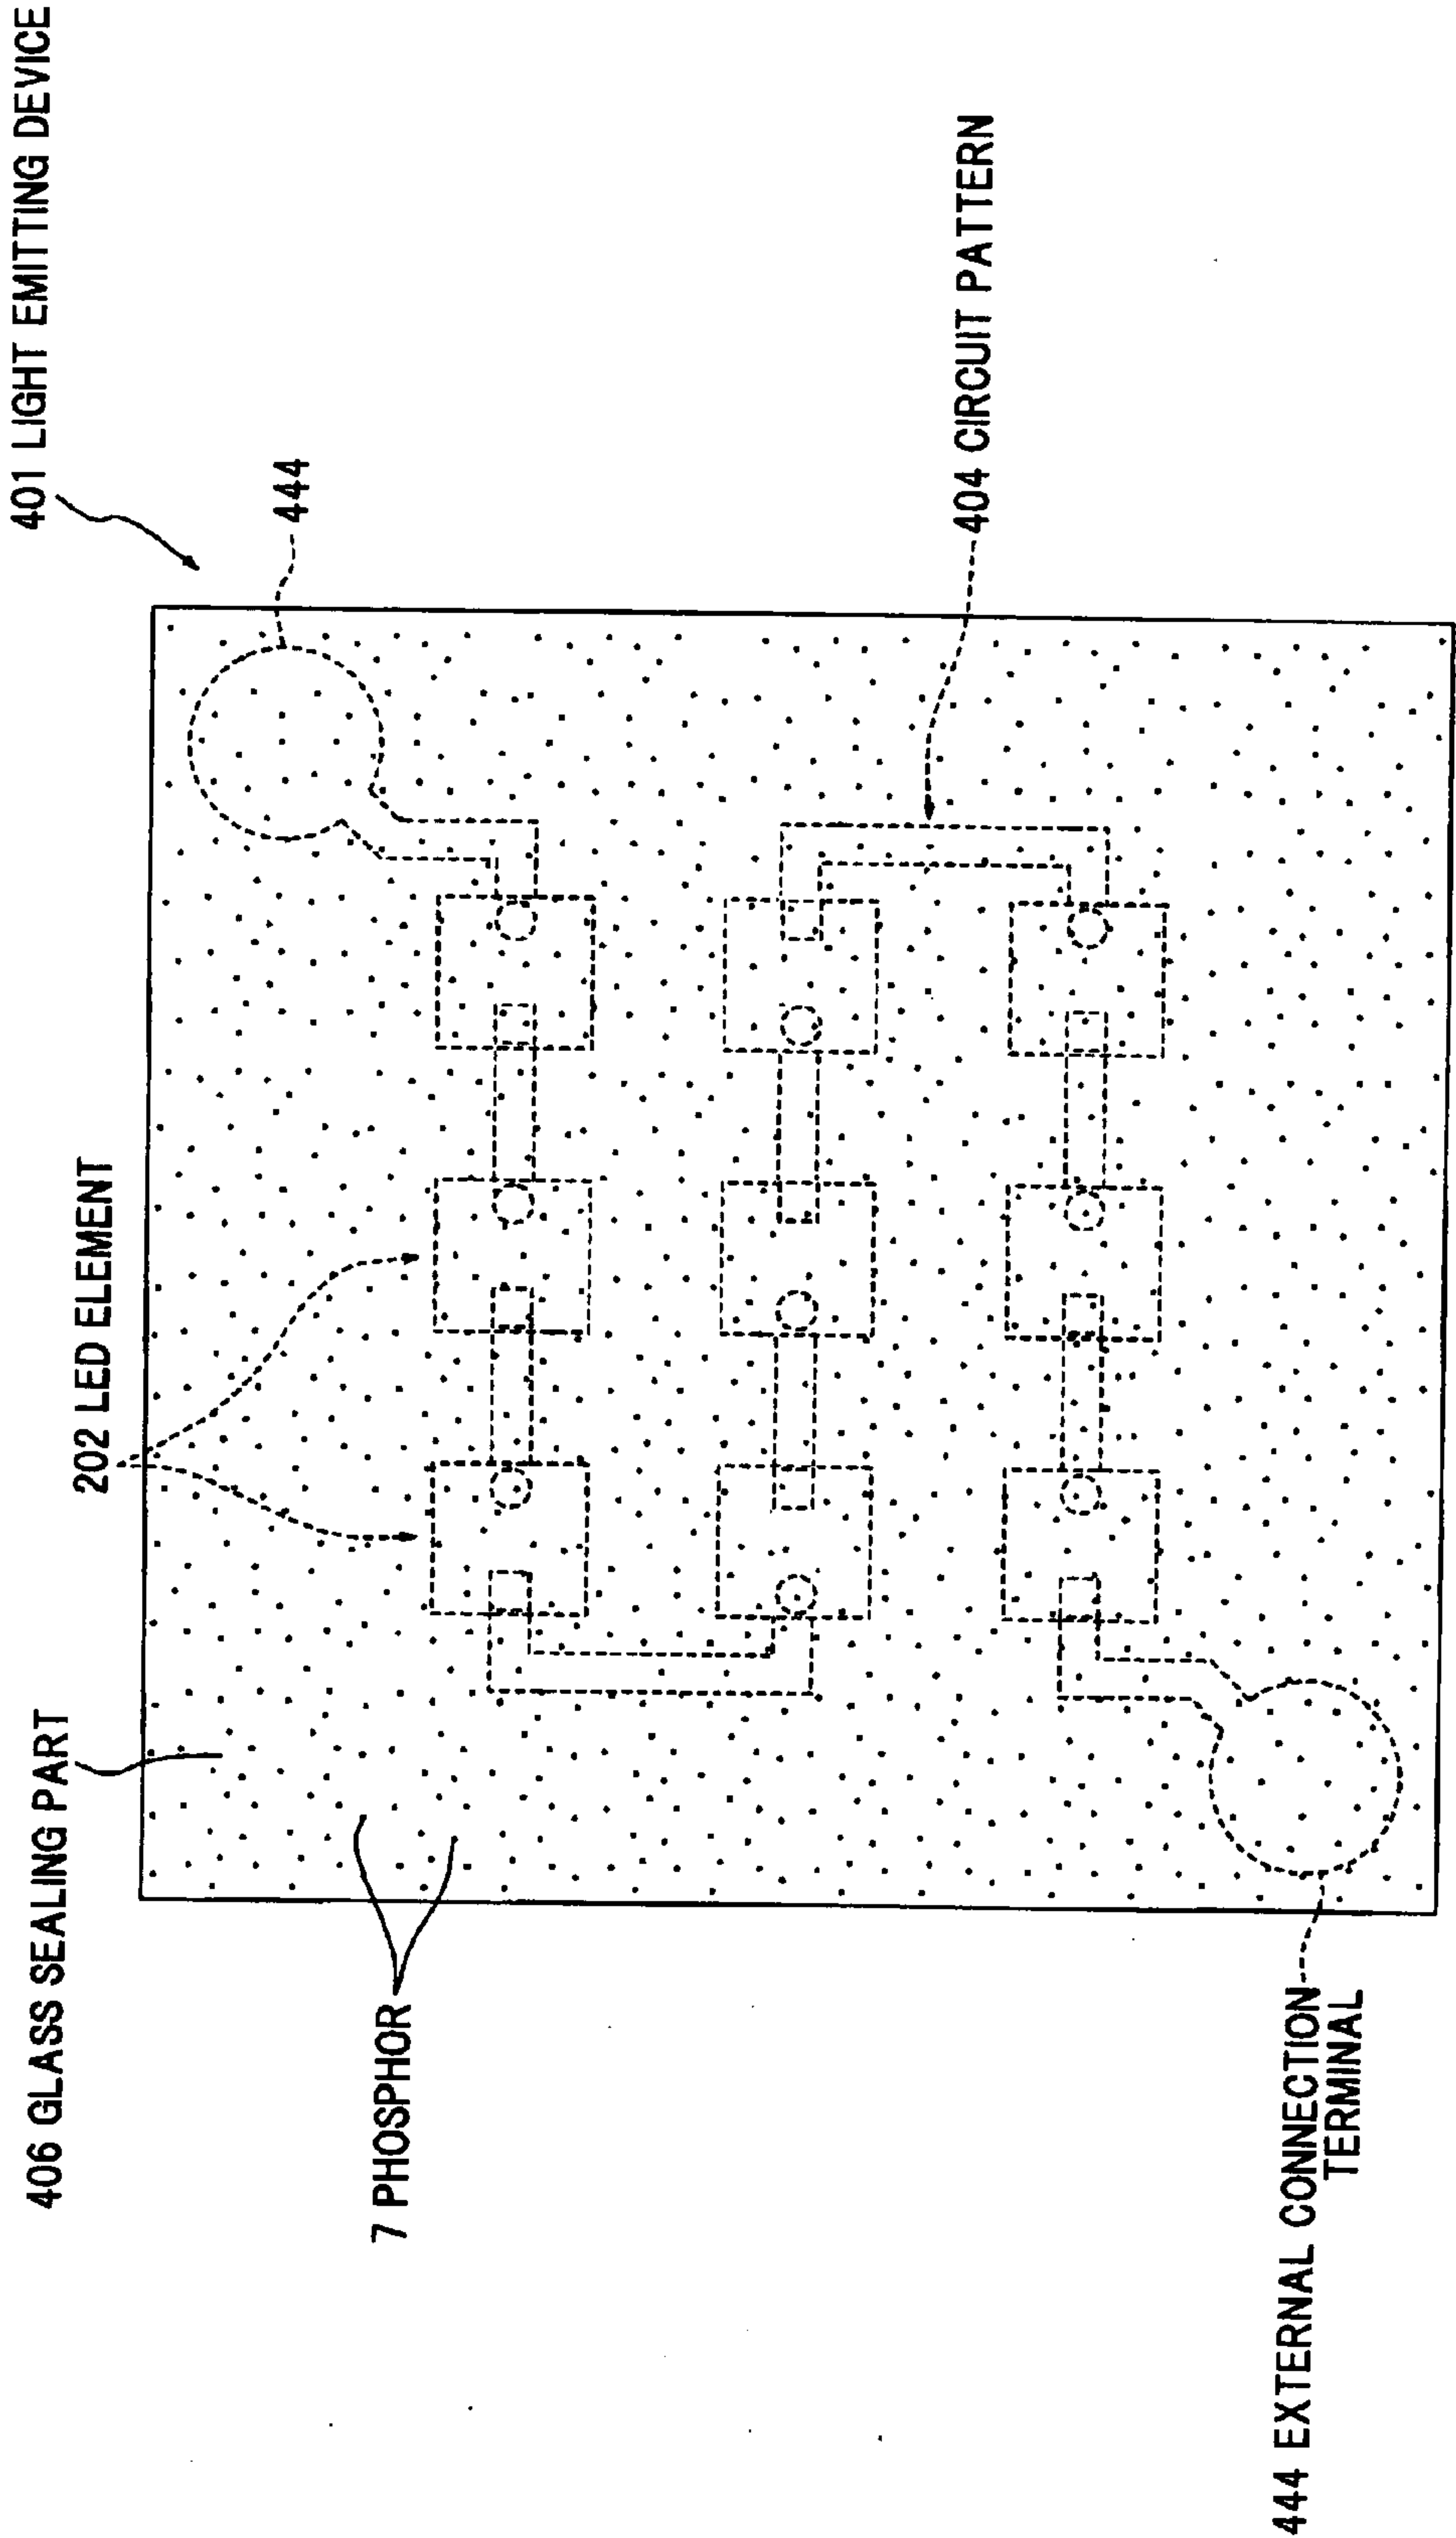 401 LIGHT EMITTING DEVICE
444
404 CIRCUIT PATTERN
202 LED ELEMENT
406 GLASS SEALING PART
7 PHOSPHOR
444 EXTERNAL CONNECTION
TERMINAL